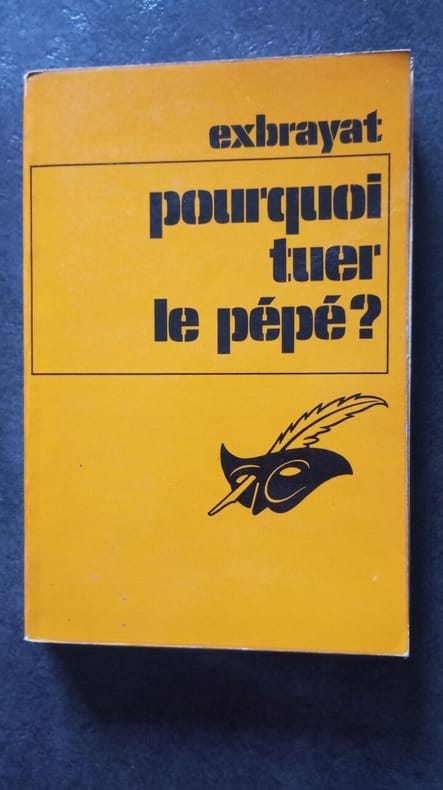 exbrayat
pourquoi
tuer
le pépé?